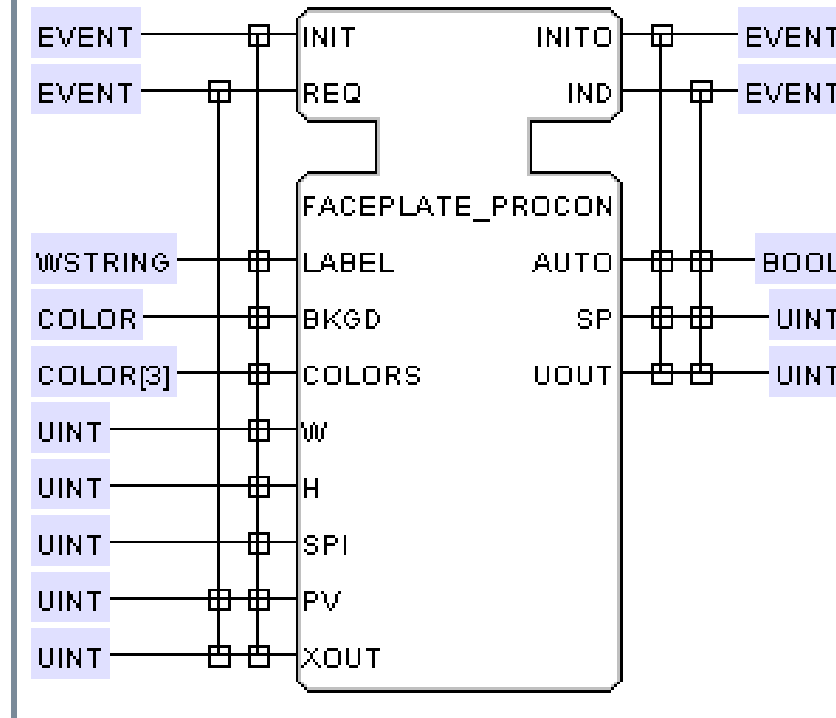 EVENT INIT INITO EVENT
EVENT REQ IND EVENT
FACEPLATE_PROCON
WSTRING LABEL AUTO BOOL
COLOR BKGD SP UINT
COLOR[3] COLORS UOUT UINT
UINT W
UINT H
UINT SPI
UINT PV
UINT XOUT